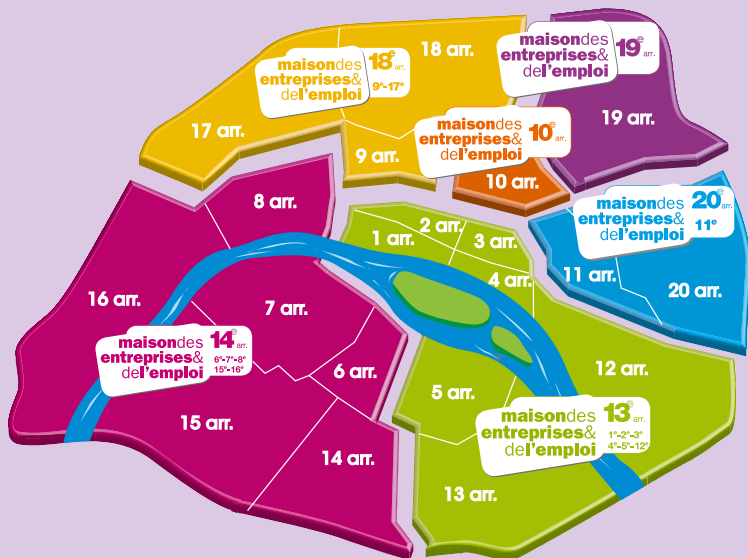 maisondes 18e arr.
entreprises& 9e-17e
del'emploi
18 arr.
17 arr.
9 arr.
maisondes 19e arr.
entreprises&
del'emploi
19 arr.
maisondes 10e arr.
entreprises&
del'emploi
10 arr.
maisondes 20e arr.
entreprises& 11e
del'emploi
11 arr.
20 arr.
8 arr.
16 arr.
7 arr.
maisondes 14e arr.
entreprises& 6e-7e-8e
del'emploi 15e-16e
6 arr.
15 arr.
14 arr.
1 arr.
2 arr.
3 arr.
4 arr.
12 arr.
5 arr.
maisondes 13e arr.
entreprises& 1e-2e-3e
del'emploi 4e-5e-12e
13 arr.